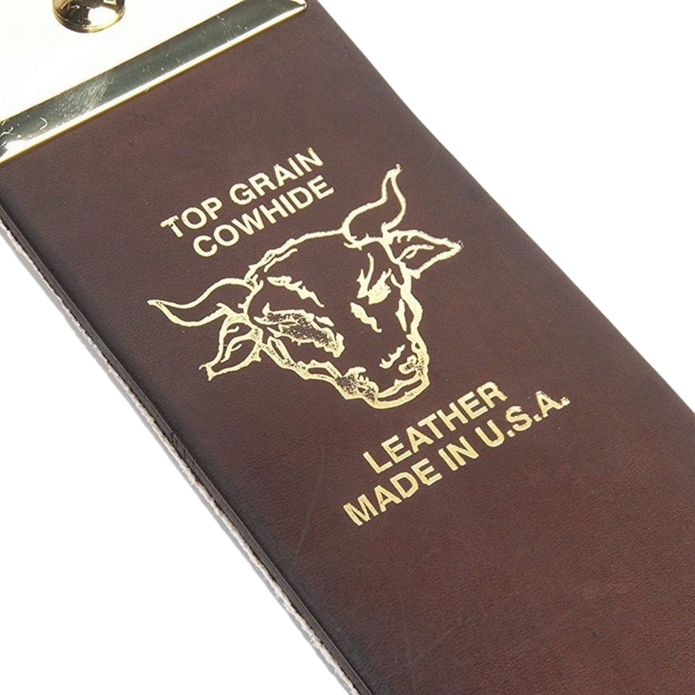 TOP GRAIN
COWHIDE
LEATHER
MADE IN U.S.A.